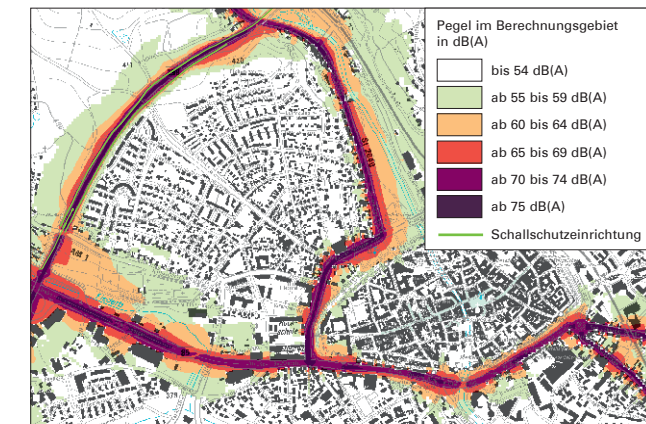 Pegel im Berechnungsgebiet
in dB(A)
bis 54 dB(A)
ab 55 bis 59 dB(A)
ab 60 bis 64 dB(A)
ab 65 bis 69 dB(A)
ab 70 bis 74 dB(A)
ab 75 dB(A)
Schallschutzeinrichtung